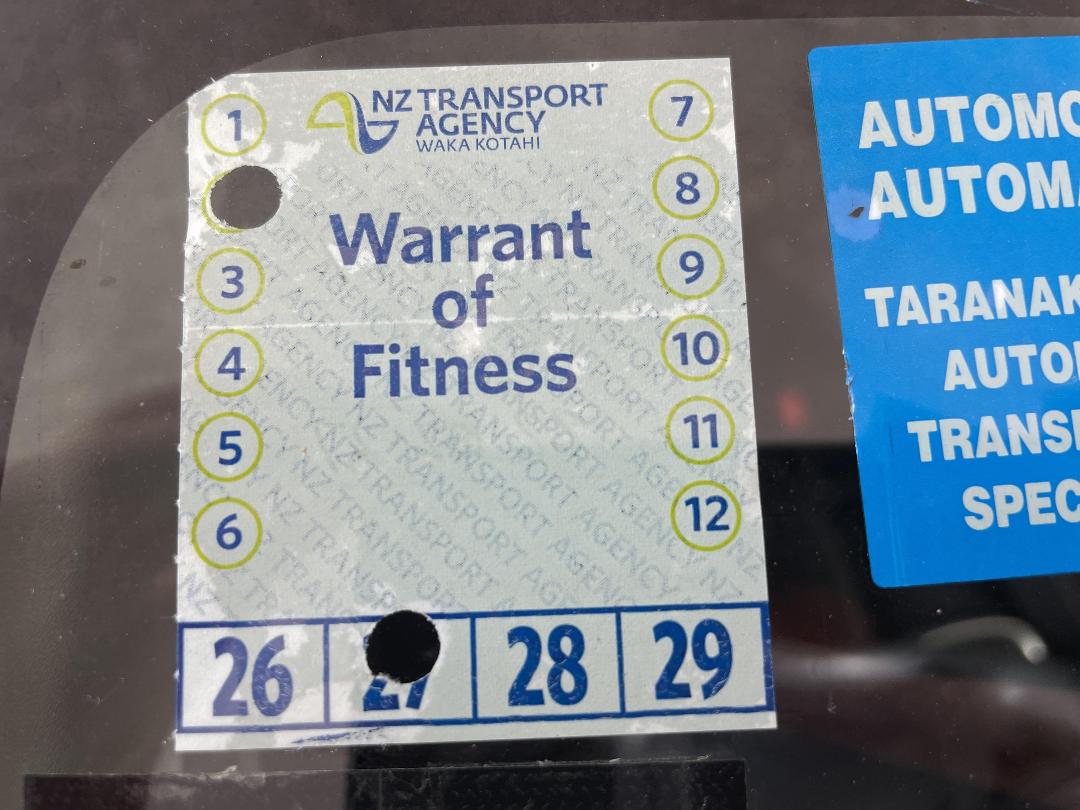 NZ TRANSPORT
AGENCY
WAKA KOTAHI
Warrant
of
Fitness
1
3
4
5
6
7
8
9
10
11
12
26 27 28 29
AUTOMO
AUTOMA
TARANAK
AUTO
TRANS
SPEC